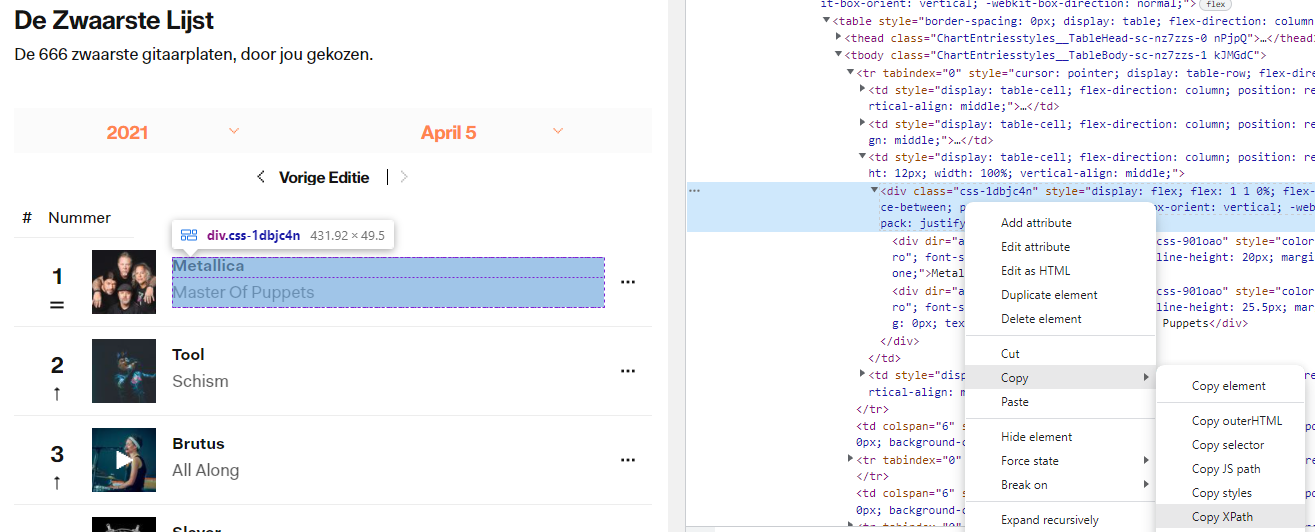 De Zwaarste Lijst
De 666 zwaarste gitaarplaten, door jou gekozen.
2021
April 5
Vorige Editie
# Nummer
div.css-1dbjc4n 431.92 × 49.5
1
Metallica
Master Of Puppets
=
2
Tool
Schism
↑
3
Brutus
All Along
↑
Slayer
it-box-orient: vertical; -webkit-box-direction: normal;"> flex
<table style="border-spacing: 0px; display: table; flex-direction: column
<thead class="ChartEntriesstyles__TableHead-sc-nz7zzs-0 nPjpQ">…</thead>
<tbody class="ChartEntriesstyles__TableBody-sc-nz7zzs-1 kJMGdC">
<tr tabindex="0" style="cursor: pointer; display: table-row; flex-dire
<td style="display: table-cell; flex-direction: column; position: re
rtical-align: middle;">…</td>
<td style="display: table-cell; flex-direction: column; position: re
gn: middle;">…</td>
<td style="display: table-cell; flex-direction: column; position: re
ht: 12px; width: 100%; vertical-align: middle;">
<div class="css-1dbjc4n" style="display: flex; flex: 1 1 0%; flex-
ce-between; p
ox-orient: vertical; -web
pack: justify
<div dir="a
css-901oao" style="color
ro"; font-s
line-height: 20px; margi
one;">Metal
<div dir="a
css-901oao" style="color
ro"; font-s
line-height: 25.5px; mar
g: 0px; tex
Puppets</div>
</div>
</td>
<td style="disp
position: re
rtical-align: m
</tr>
<td colspan="6"
0px; background-c
<tr tabindex="0"
</tr>
<td colspan="6"
0px; background-c
<tr tabindex="0"
Add attribute
Edit attribute
Edit as HTML
Duplicate element
Delete element
Cut
Copy
Paste
Hide element
Force state
Break on
Expand recursively
Copy element
Copy outerHTML
Copy selector
Copy JS path
Copy styles
Copy XPath